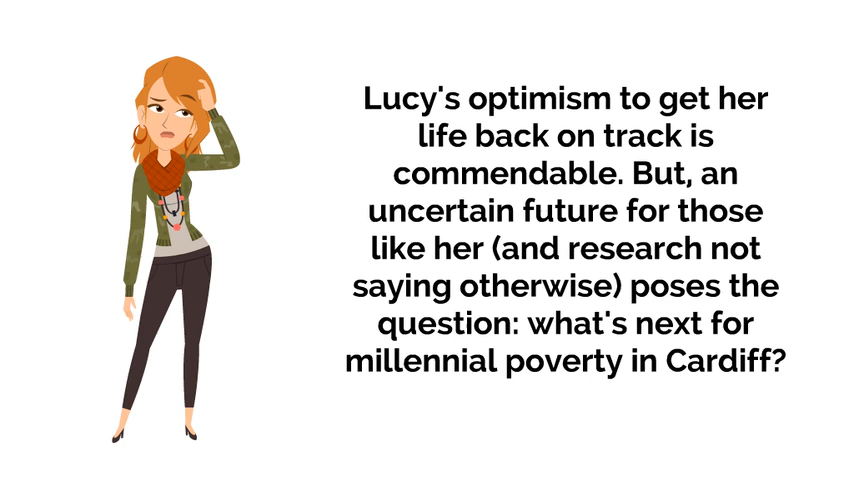 Lucy's optimism to get her
life back on track is
commendable. But, an
uncertain future for those
like her (and research not
saying otherwise) poses the
question: what's next for
millennial poverty in Cardiff?